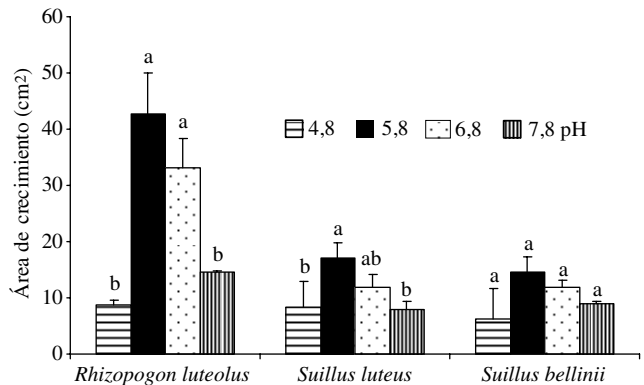 60
50
40
30
20
10
0
Área de crecimiento (cm2)
4,8 5,8 6,8 7,8 pH
a
a
b
b
a
ab
b
b
a
a
a
a
Rhizopogon luteolus Suillus luteus Suillus bellinii